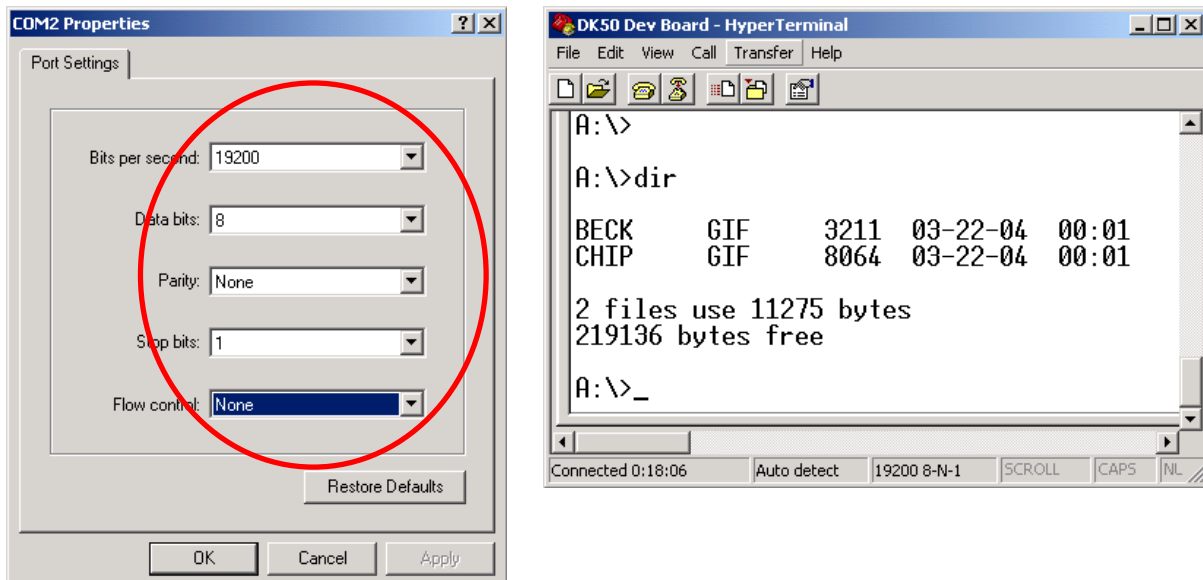 COM2 Properties
Port Settings
Bits per second: 19200
Data bits: 8
Parity: None
Stop bits: 1
Flow control: None
Restore Defaults
OK Cancel Apply
DK50 Dev Board - HyperTerminal
File Edit View Call Transfer Help
A:\>
A:\>dir
BECK GIF 3211 03-22-04 00:01
CHIP GIF 8064 03-22-04 00:01
2 files use 11275 bytes
219136 bytes free
A:\>_
Connected 0:18:06 Auto detect 19200 8-N-1 SCROLL CAPS NL